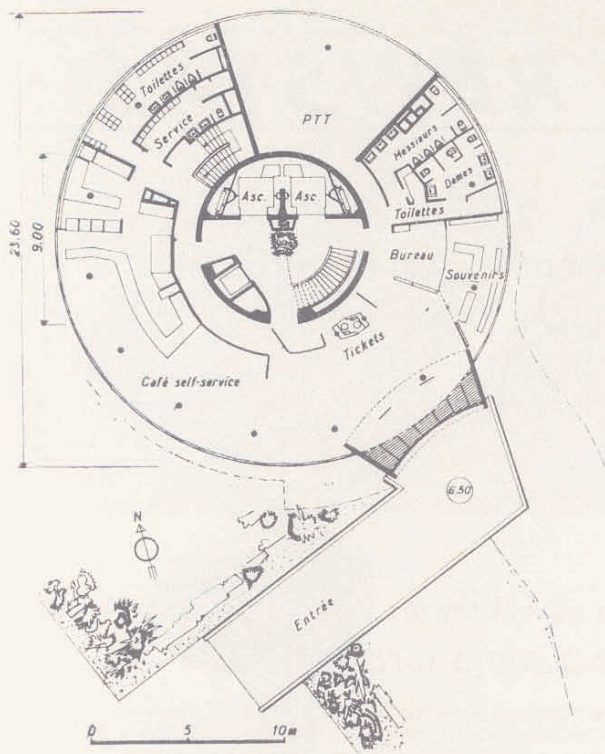 Toilettes
Service
PTT
Messieurs
Dames
Toilettes
Asc.
Asc.
Bureau
Souvenirs
Tickets
Café self-service
23.60
9.00
6.50
N
Entrée
0 5 10 m